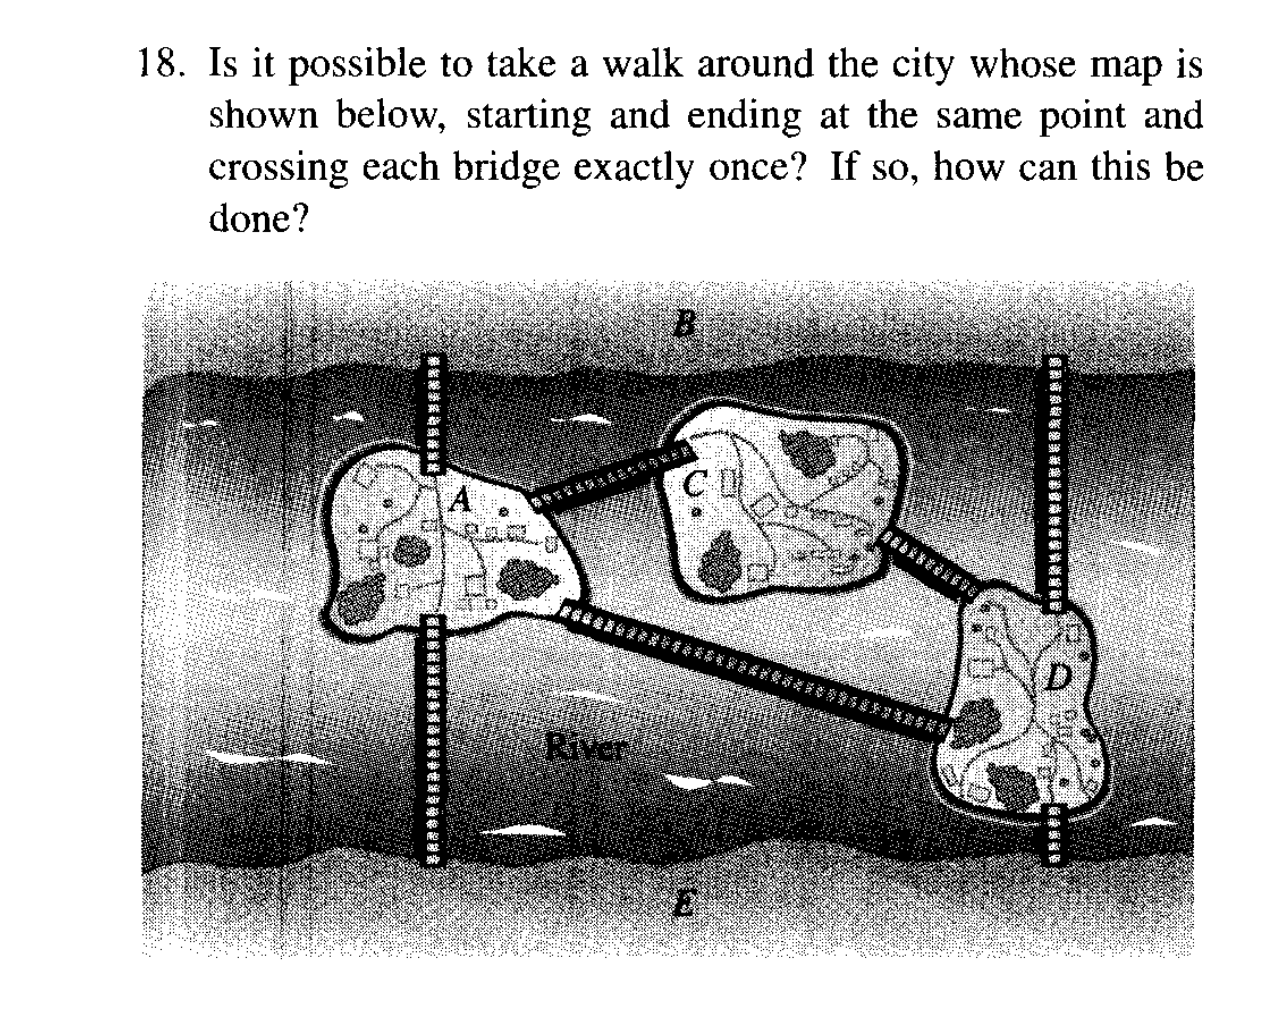 18. Is it possible to take a walk around the city whose map is
shown below, starting and ending at the same point and
crossing each bridge exactly once? If so, how can this be
done?
B
A
C
D
River
E